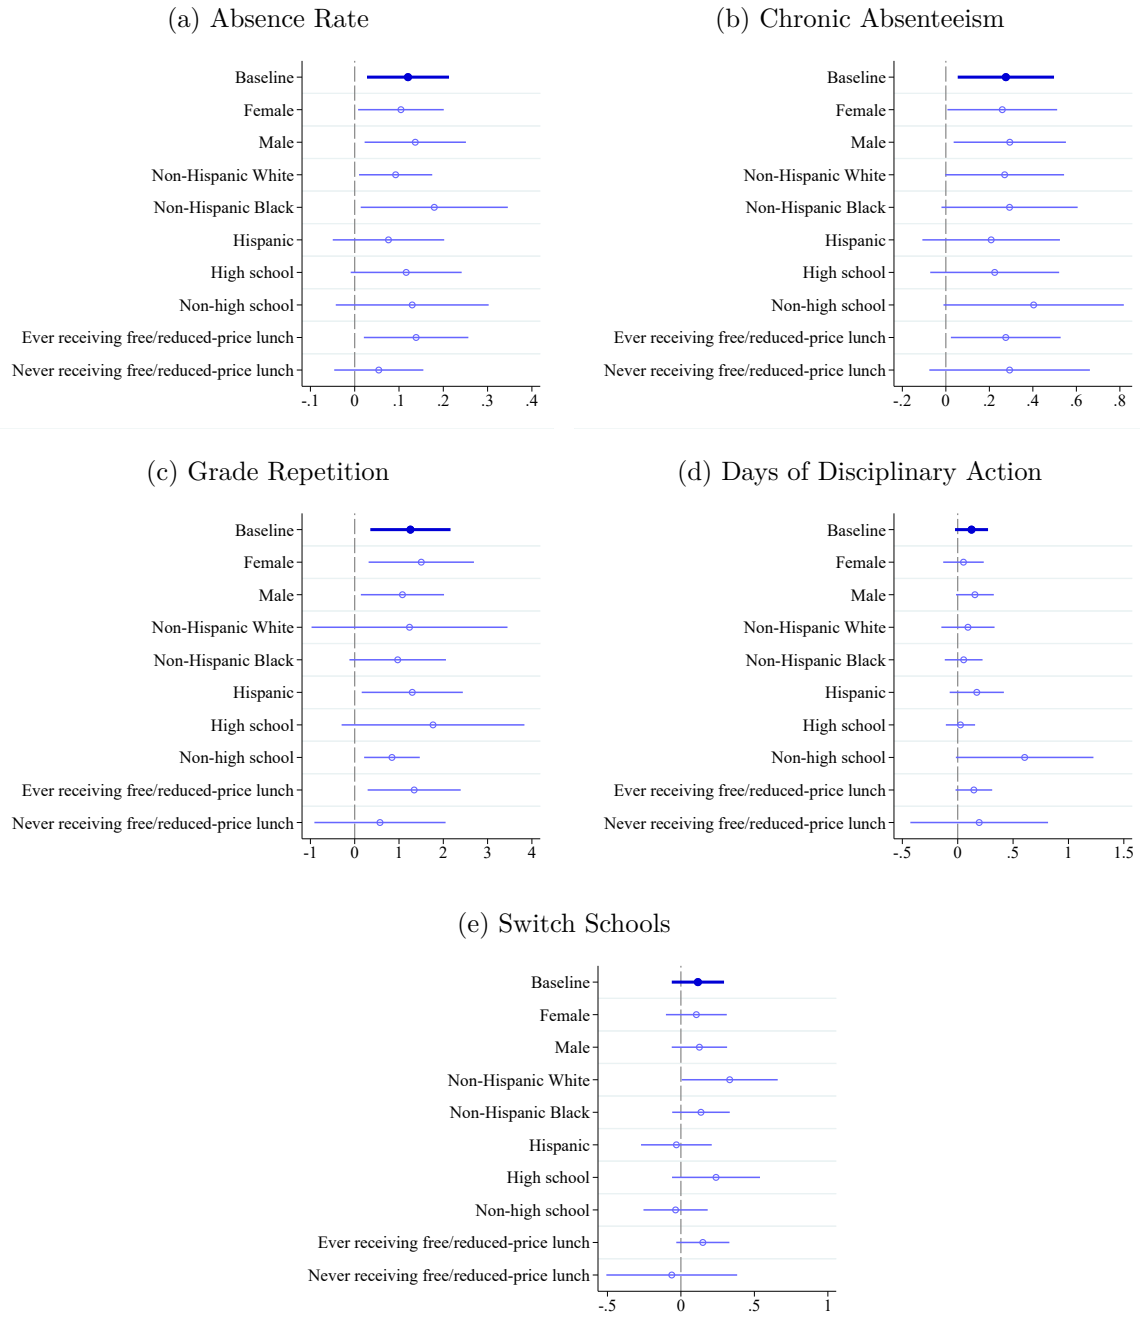 (a) Absence Rate
Baseline
Female
Male
Non-Hispanic White
Non-Hispanic Black
Hispanic
High school
Non-high school
Ever receiving free/reduced-price lunch
Never receiving free/reduced-price lunch
-.1 0 .1 .2 .3 .4
(b) Chronic Absenteeism
Baseline
Female
Male
Non-Hispanic White
Non-Hispanic Black
Hispanic
High school
Non-high school
Ever receiving free/reduced-price lunch
Never receiving free/reduced-price lunch
-.2 0 .2 .4 .6 .8
(c) Grade Repetition
Baseline
Female
Male
Non-Hispanic White
Non-Hispanic Black
Hispanic
High school
Non-high school
Ever receiving free/reduced-price lunch
Never receiving free/reduced-price lunch
-1 0 1 2 3 4
(d) Days of Disciplinary Action
Baseline
Female
Male
Non-Hispanic White
Non-Hispanic Black
Hispanic
High school
Non-high school
Ever receiving free/reduced-price lunch
Never receiving free/reduced-price lunch
-.5 0 .5 1 1.5
(e) Switch Schools
Baseline
Female
Male
Non-Hispanic White
Non-Hispanic Black
Hispanic
High school
Non-high school
Ever receiving free/reduced-price lunch
Never receiving free/reduced-price lunch
-.5 0 .5 1